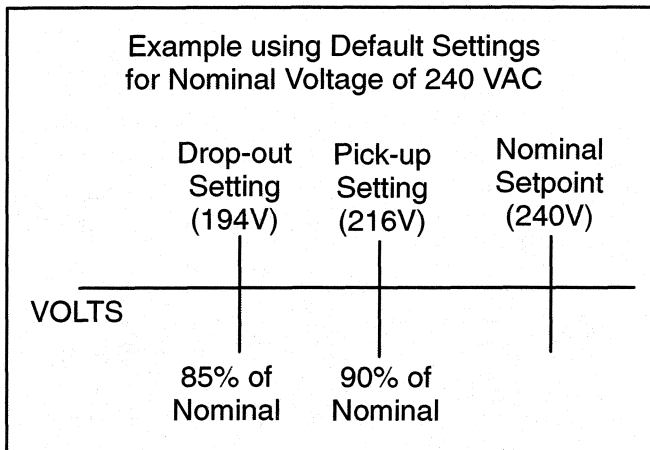 Example using Default Settings
for Nominal Voltage of 240 VAC
Drop-out
Setting
(194V)
Pick-up
Setting
(216V)
Nominal
Setpoint
(240V)
VOLTS
85% of
Nominal
90% of
Nominal